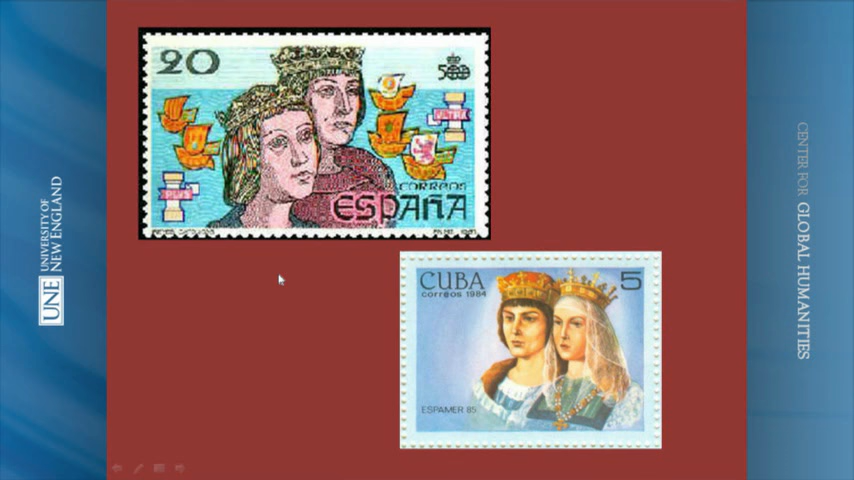 20
500
ULTRA
PLUS
CORREOS
ESPAÑA
CUBA
correos 1984
5
ESPAMER 85
UNE
UNIVERSITY OF
NEW ENGLAND
CENTER FOR GLOBAL HUMANITIES